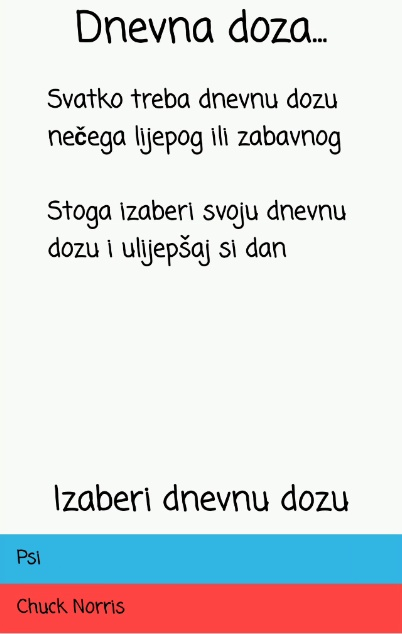 Dnevna doza...
Svatko treba dnevnu dozu
nečega lijepog ili zabavnog
Stoga izaberi svoju dnevnu
dozu i uljepšaj si dan
Izaberi dnevnu dozu
Psi
Chuck Norris